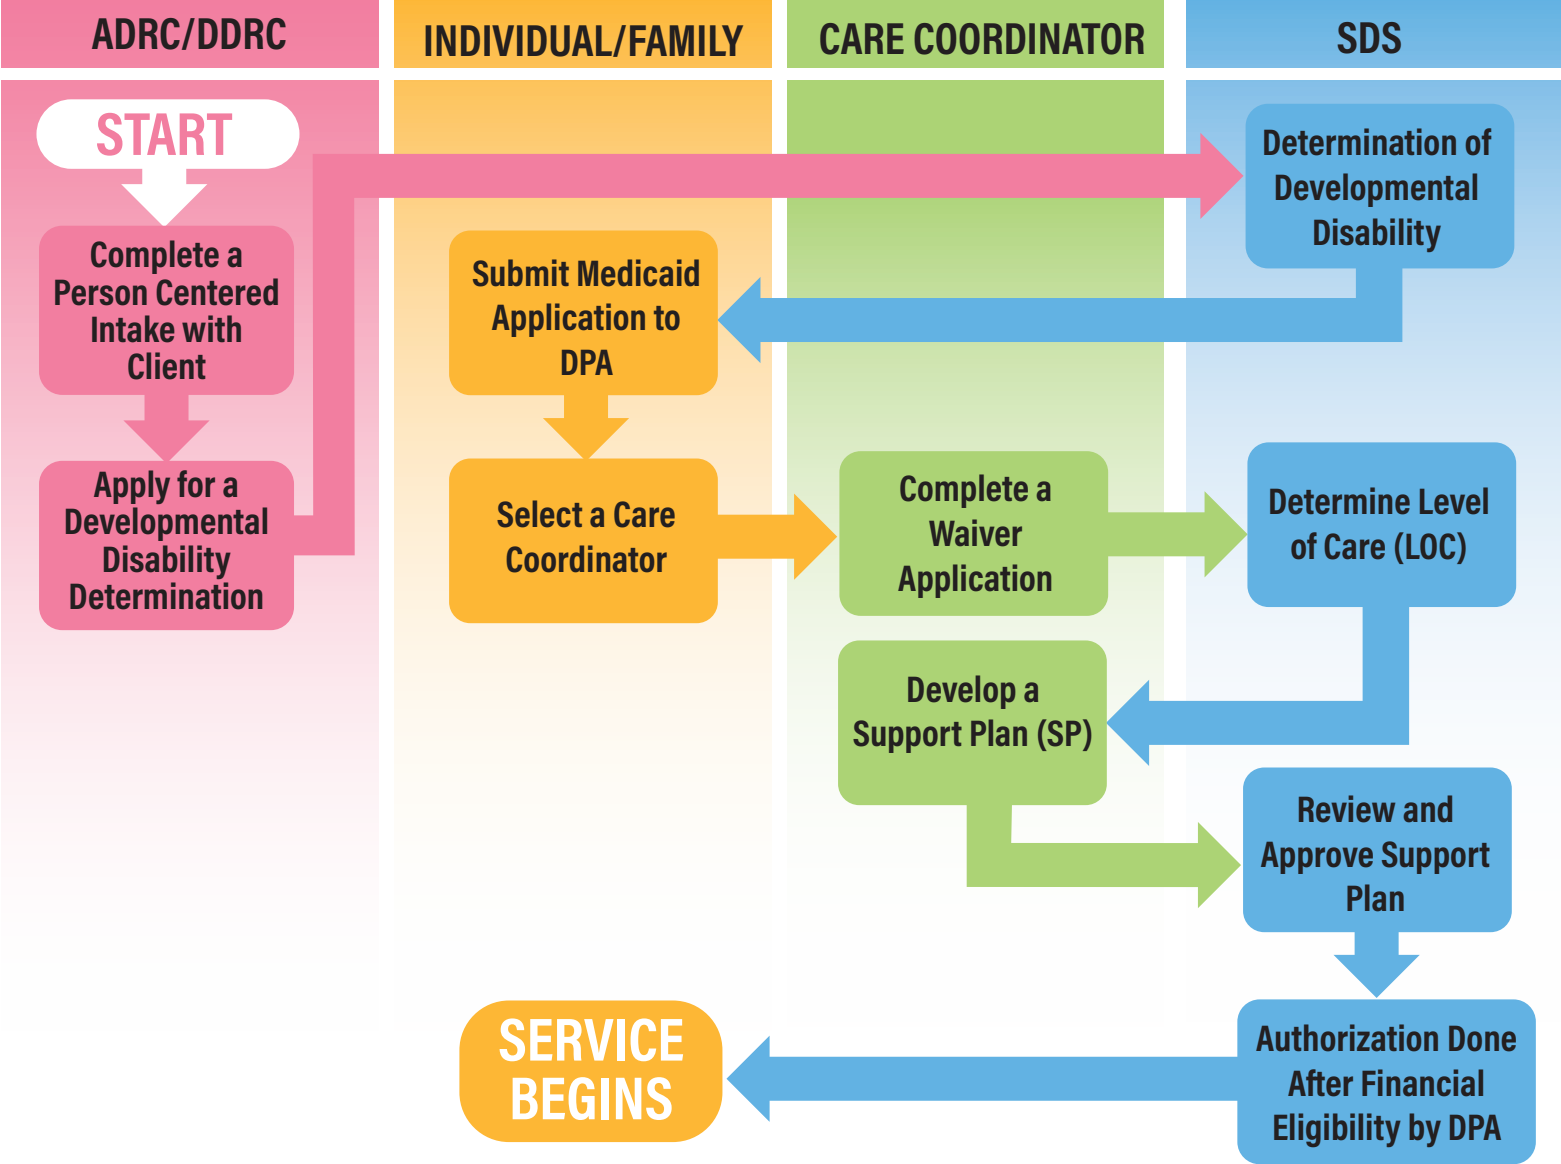 ADRC/DDRC
INDIVIDUAL/FAMILY
CARE COORDINATOR
SDS
START
Complete a
Person Centered
Intake with
Client
Apply for a
Developmental
Disability
Determination
Determination of
Developmental
Disability
Submit Medicaid
Application to
DPA
Select a Care
Coordinator
Complete a
Waiver
Application
Determine Level
of Care (LOC)
Develop a
Support Plan (SP)
Review and
Approve Support
Plan
Authorization Done
After Financial
Eligibility by DPA
SERVICE
BEGINS